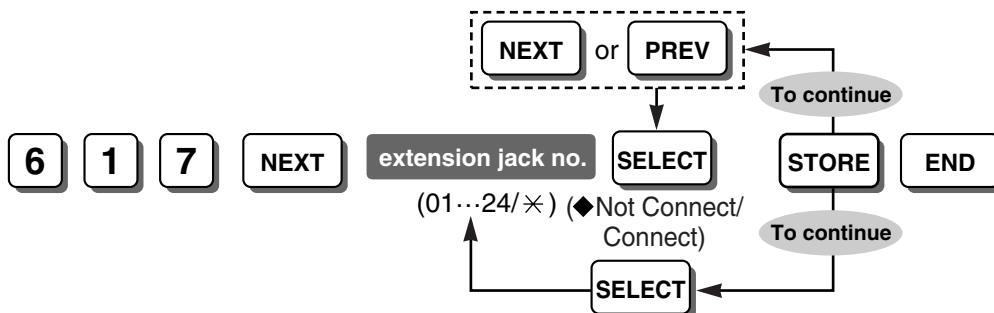 NEXT or PREV
To continue
6 1 7 NEXT extension jack no. SELECT STORE END
(01···24/✳) (◆Not Connect/
Connect)
To continue
SELECT